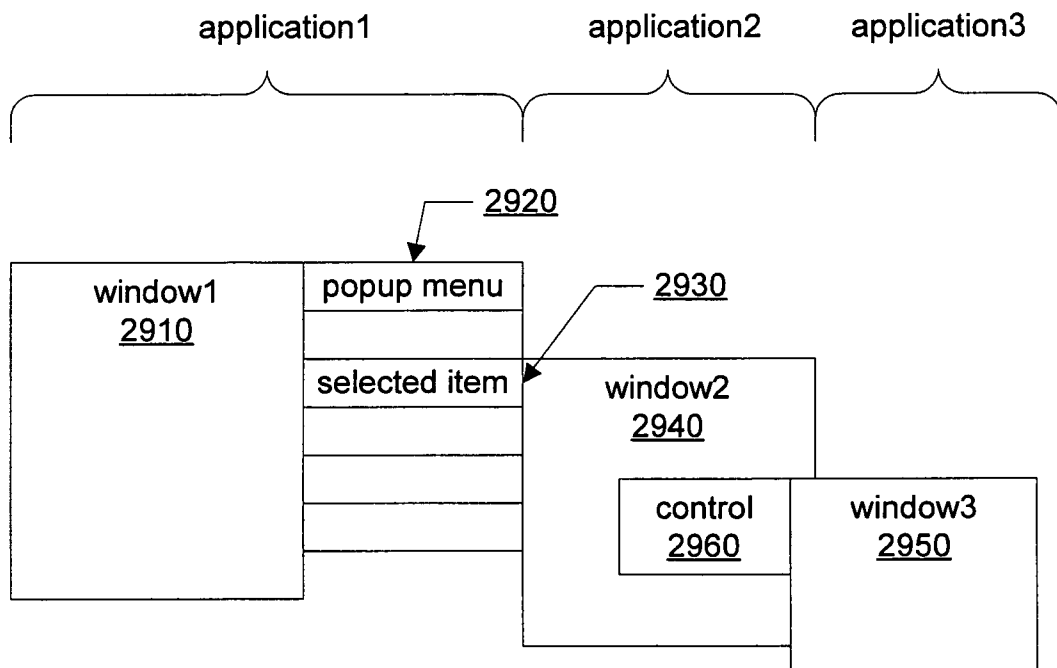 application1 application2 application3
2920
popup menu
window1
2910
2930
selected item
window2
2940
control
2960
window3
2950